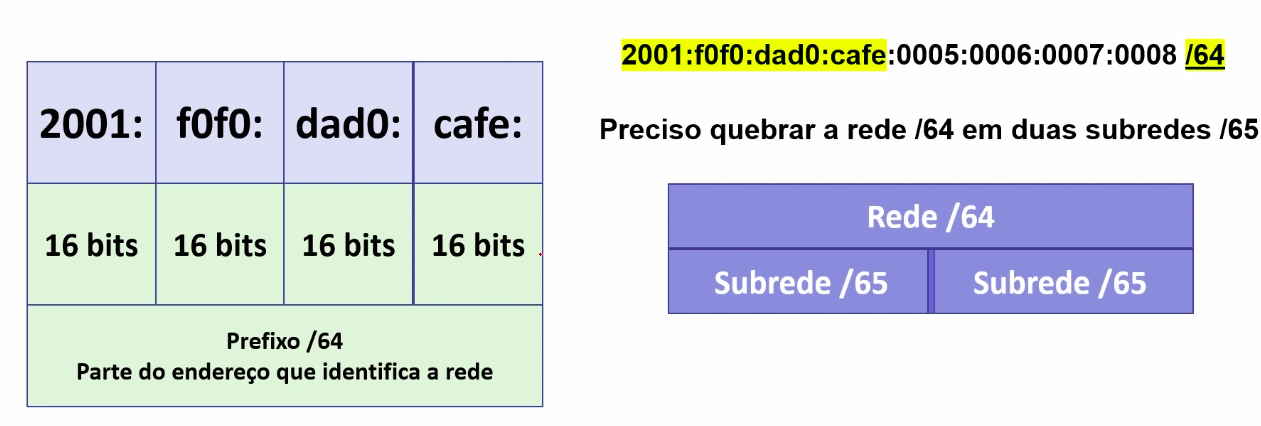 2001: f0f0: dad0: cafe:
16 bits 16 bits 16 bits 16 bits
Prefixo /64
Parte do endereço que identifica a rede
2001:f0f0:dad0:cafe:0005:0006:0007:0008 /64
Preciso quebrar a rede /64 em duas subredes /65
Rede /64
Subrede /65 Subrede /65